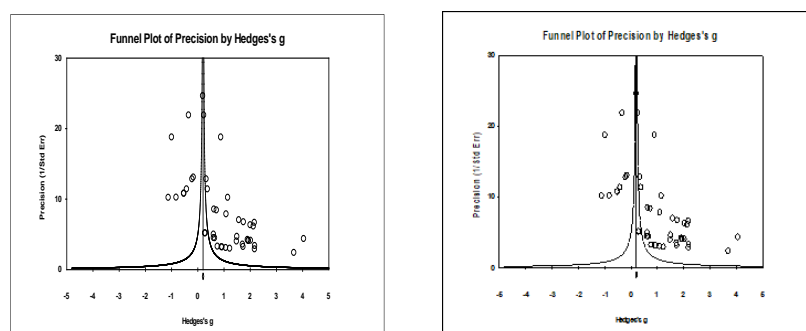 Funnel Plot of Precision by Hedges's g
30
20
10
0
Precision (1/Std Err)
-5 -4 -3 -2 -1 0 1 2 3 4 5
Hedges's g
Funnel Plot of Precision by Hedges's g
30
20
10
0
Precision (1/Std Err)
-5 -4 -3 -2 -1 0 1 2 3 4 5
Hedges's g